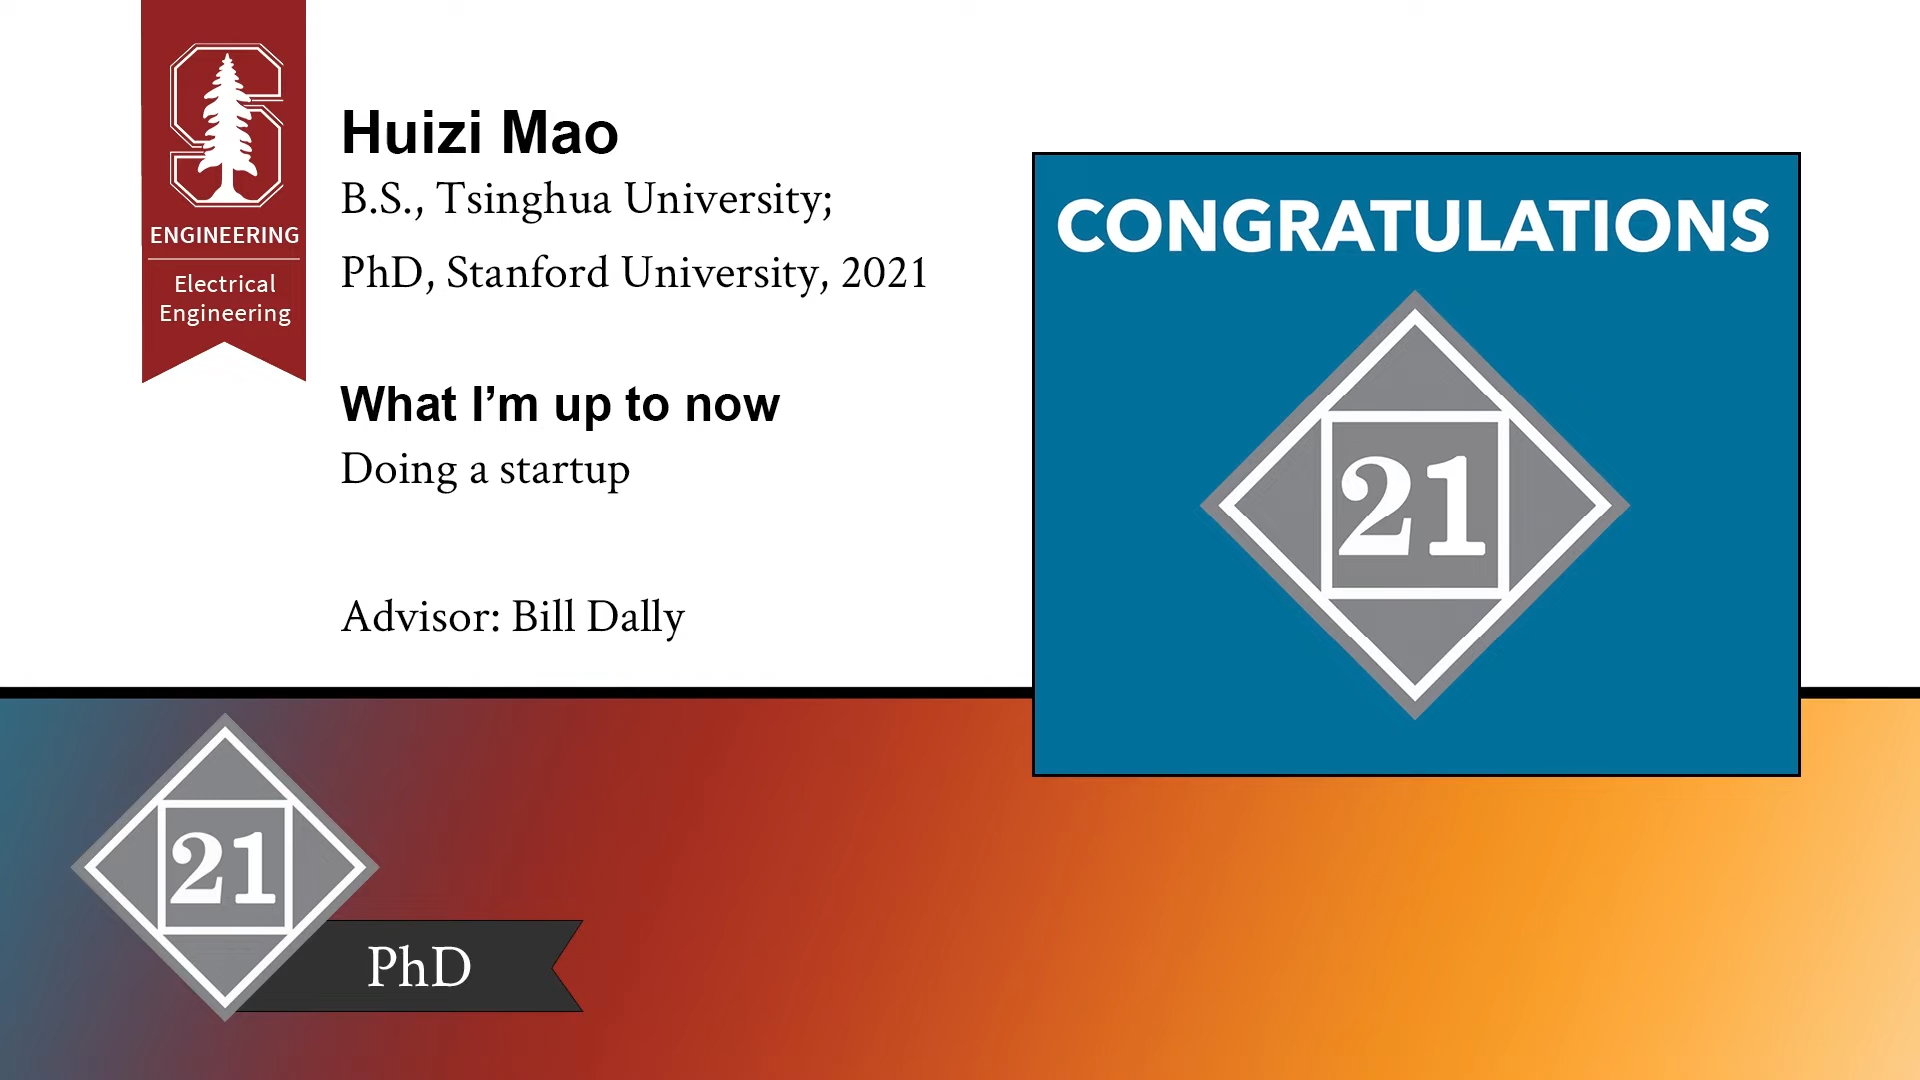 ENGINEERING
Electrical
Engineering
Huizi Mao
B.S., Tsinghua University;
PhD, Stanford University, 2021
What I’m up to now
Doing a startup
Advisor: Bill Dally
CONGRATULATIONS
21
21
PhD